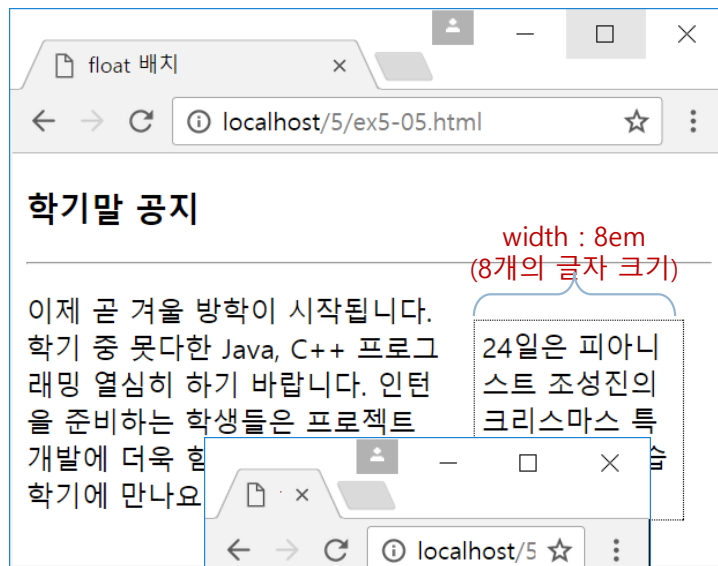 float 배치
localhost/5/ex5-05.html
학기말 공지
width : 8em
(8개의 글자 크기)
이제 곧 겨울 방학이 시작됩니다.
학기 중 못다한 Java, C++ 프로그
래밍 열심히 하기 바랍니다. 인턴
을 준비하는 학생들은 프로젝트
개발에 더욱
학기에 만나요
24일은 피아니
스트 조성진의
크리스마스 특
습
localhost/5